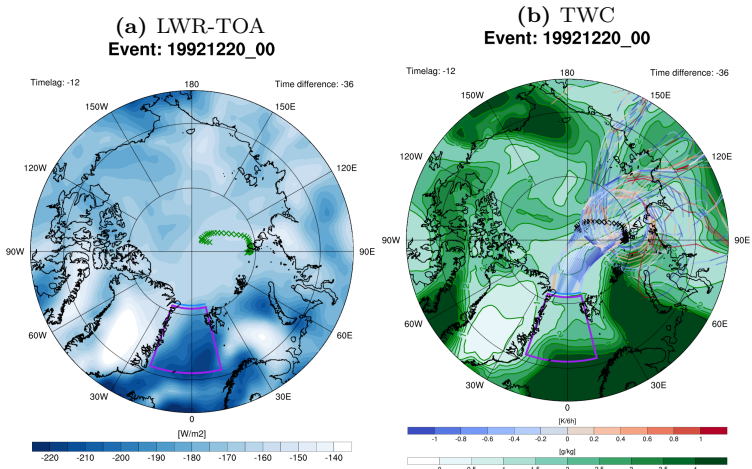 (a) LWR-TOA
Event: 19921220_00
Timelag: -12
Time difference: -36
180
150W
150E
120W
120E
90W
90E
60W
60E
30W
30E
0
[W/m2]
-220 -210 -200 -190 -180 -170 -160 -150 -140
(b) TWC
Event: 19921220_00
Timelag: -12
Time difference: -36
180
150W
150E
120W
120E
90W
90E
60W
60E
30W
30E
0
[K/6h]
-1 -0.8 -0.6 -0.4 -0.2 0 0.2 0.4 0.6 0.8 1
[g/kg]